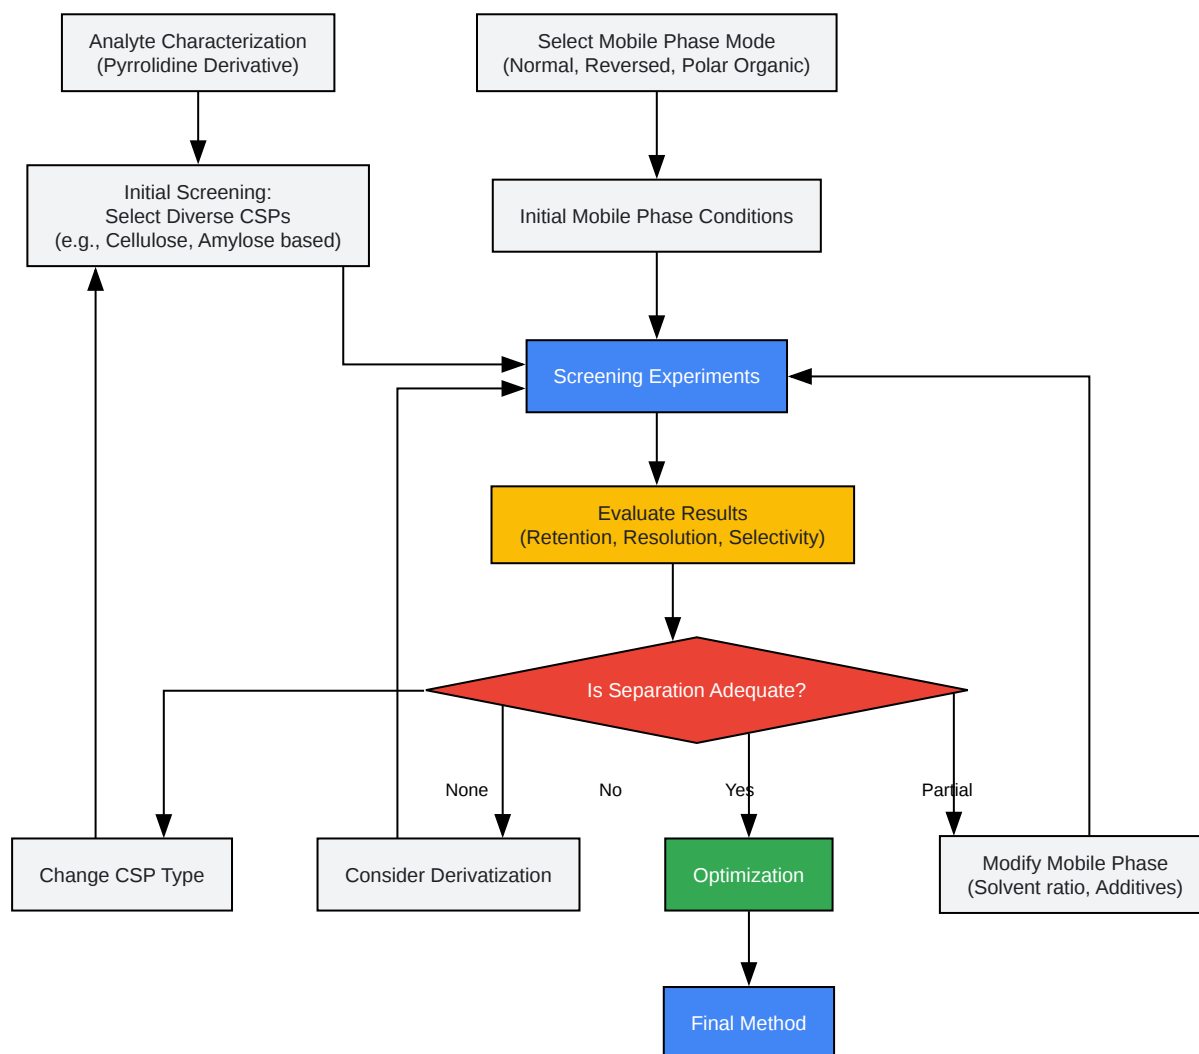 Analyte Characterization
(Pyrrolidine Derivative)
Select Mobile Phase Mode
(Normal, Reversed, Polar Organic)
Initial Screening:
Select Diverse CSPs
(e.g., Cellulose, Amylose based)
Initial Mobile Phase Conditions
Screening Experiments
Evaluate Results
(Retention, Resolution, Selectivity)
Is Separation Adequate?
None
No
Yes
Partial
Change CSP Type
Consider Derivatization
Optimization
Modify Mobile Phase
(Solvent ratio, Additives)
Final Method